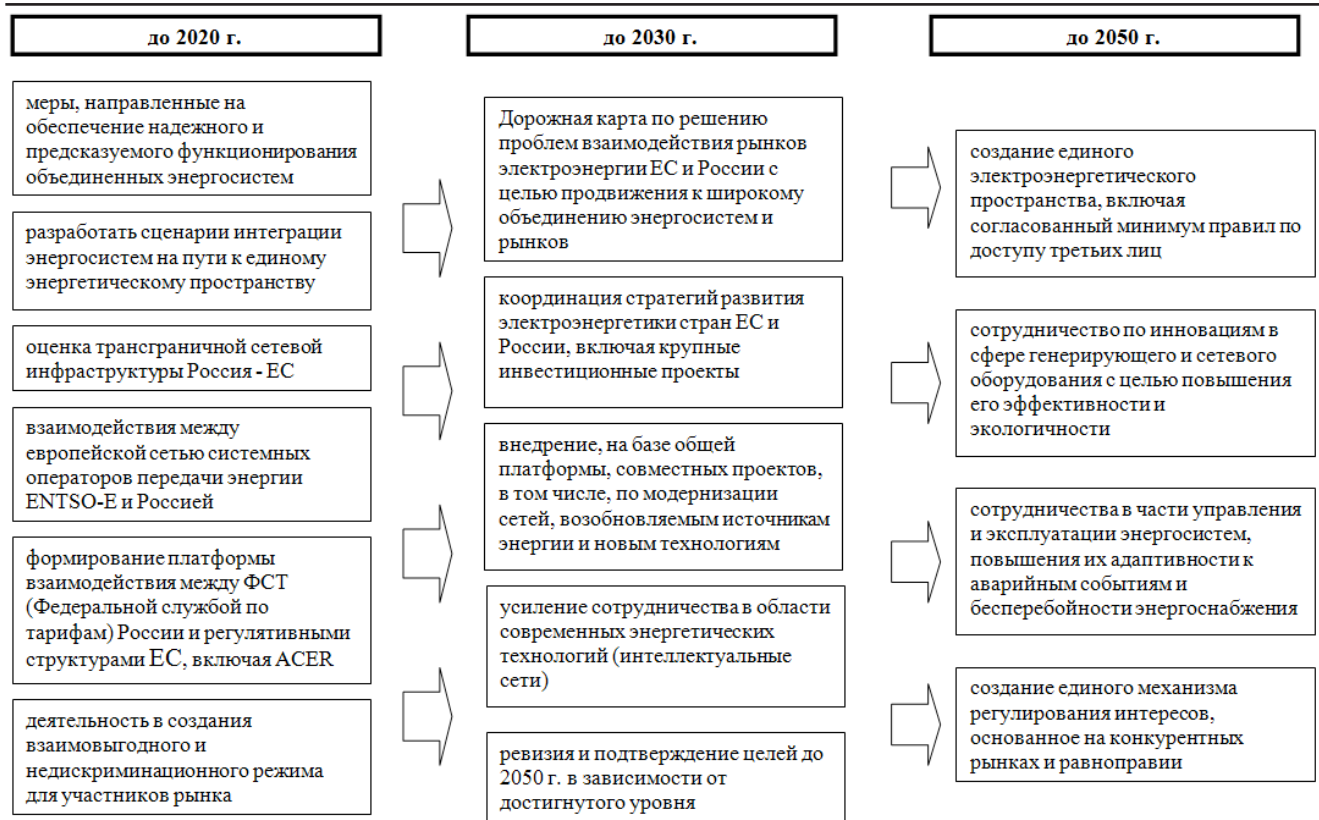 до 2020 г.
меры, направленные на
обеспечение надежного и
предсказуемого функционирования
объединенных энергосистем
разработать сценарии интеграции
энергосистем на пути к единому
энергетическому пространству
оценка трансграничной сетевой
инфраструктуры Россия - ЕС
взаимодействия между
европейской сетью системных
операторов передачи энергии
ENTSO-E и Россией
формирование платформы
взаимодействия между ФСТ
(Федеральной службой по
тарифам) России и регулятивными
структурами ЕС, включая ACER
деятельность в создания
взаимовыгодного и
недискриминационного режима
для участников рынка
до 2030 г.
Дорожная карта по решению
проблем взаимодействия рынков
электроэнергии ЕС и России с
целью продвижения к широкому
объединению энергосистем и
рынков
координация стратегий развития
электроэнергетики стран ЕС и
России, включая крупные
инвестиционные проекты
внедрение, на базе общей
платформы, совместных проектов,
в том числе, по модернизации
сетей, возобновляемым источникам
энергии и новым технологиям
усиление сотрудничества в области
современных энергетических
технологий (интеллектуальные
сети)
ревизия и подтверждение целей до
2050 г. в зависимости от
достигнутого уровня
до 2050 г.
создание единого
электроэнергетического
пространства, включая
согласованный минимум правил по
доступу третьих лиц
сотрудничество по инновациям в
сфере генерирующего и сетевого
оборудования с целью повышения
его эффективности и
экологичности
сотрудничества в части управления
и эксплуатации энергосистем,
повышения их адаптивности к
аварийным событиям и
бесперебойности энергоснабжения
создание единого механизма
регулирования интересов,
основанное на конкурентных
рынках и равноправии